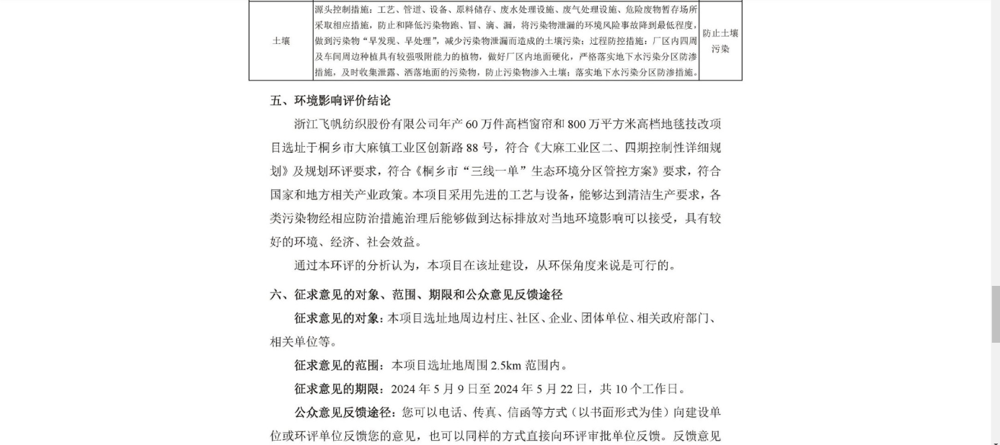 土壤
源头控制措施：工艺、管道、设备、原料储存、废水处理设施、废气处理设施、危险废物暂存场所
采取相应措施，防止和降低污染物跑、冒、滴、漏，将污染物泄漏的环境风险事故降到最低程度，
做到污染物“早发现、早处理”，减少污染物泄漏而造成的土壤污染；过程防控措施：厂区内四周
及车间周边种植具有较强吸附能力的植物，做好厂区内地面硬化，严格落实地下水污染分区防渗
措施，及时收集泄露、洒落地面的污染物，防止污染物渗入土壤；落实地下水污染分区防渗措施。
防止土壤
污染
五、环境影响评价结论
浙江飞帆纺织股份有限公司年产 60 万件高档窗帘和 800 万平方米高档地毯技改项
目选址于桐乡市大麻镇工业区创新路 88 号，符合《大麻工业区二、四期控制性详细规
划》及规划环评要求，符合《桐乡市“三线一单”生态环境分区管控方案》要求，符合
国家和地方相关产业政策。本项目采用先进的工艺与设备，能够达到清洁生产要求，各
类污染物经相应防治措施治理后能够做到达标排放对当地环境影响可以接受，具有较
好的环境、经济、社会效益。
通过本环评的分析认为，本项目在该址建设，从环保角度来说是可行的。
六、征求意见的对象、范围、期限和公众意见反馈途径
征求意见的对象：本项目选址地周边村庄、社区、企业、团体单位、相关政府部门、
相关单位等。
征求意见的范围：本项目选址地周围 2.5km 范围内。
征求意见的期限：2024 年 5 月 9 日至 2024 年 5 月 22 日，共 10 个工作日。
公众意见反馈途径：您可以电话、传真、信函等方式（以书面形式为佳）向建设单
位或环评单位反馈您的意见，也可以同样的方式直接向环评审批单位反馈。反馈意见